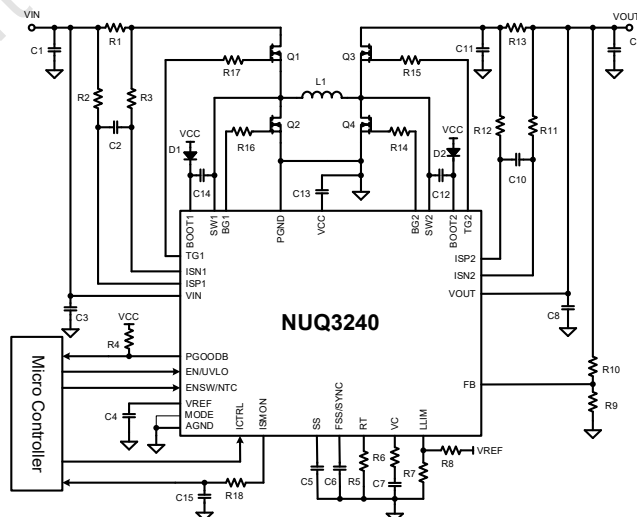 VIN
VOUT
C1
R1
C11
R13
C
Q1
Q3
R17
R15
L1
R2
R3
R12
R11
C2
VCC
Q2
Q4
VCC
R16
R14
D1
D2
C10
C14
C13
C12
BOOT1
SW1
BG1
PGND
VCC
BG2
SW2
BOOT2
TG2
TG1
ISN1
ISP1
VIN
ISP2
ISN2
VOUT
C3
VCC
R4
NUQ3240
C8
Micro Controller
PGOODB
EN/UVLO
ENSW/NTC
VREF
MODE
AGND
FB
R10
R9
C4
ICTRL
ISMON
SS
FSS/SYNC
RT
VC
LLIM
C15
R18
C5
C6
R5
R6
C7
R7
R8
VREF